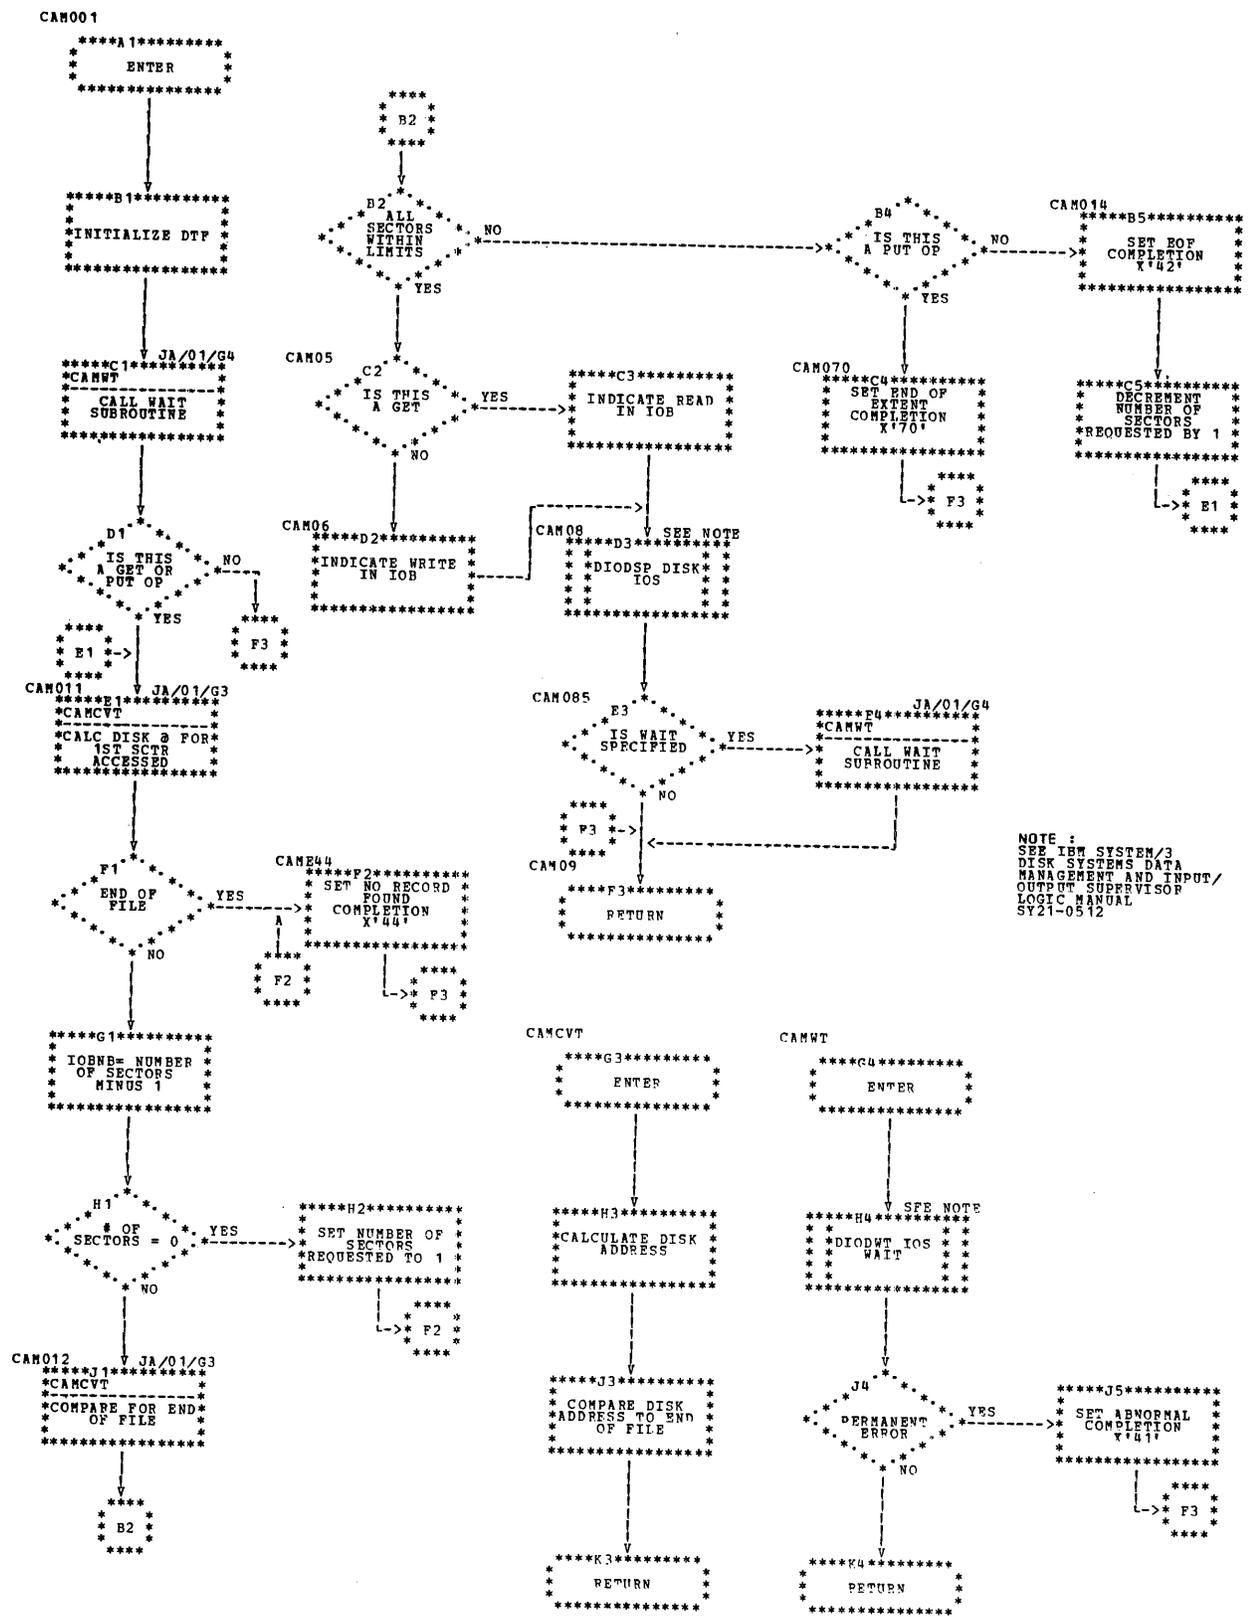 CAM001
A1
ENTER
B1
INITIALIZE DTF
JA/01/G4
C1
CAMWT
CALL WAIT
SUBROUTINE
D1
IS THIS
A GET OR
PUT OP
NO
YES
F3
E1
CAM011
JA/01/G3
E1
CAMCVT
CALC DISK @ FOR
1ST SCTR
ACCESSED
F1
END OF
FILE
YES
NO
CAME44
F2
SET NO RECORD
FOUND
COMPLETION
X'44'
A
F2
F3
G1
IOBNB= NUMBER
OF SECTORS
MINUS 1
H1
# OF
SECTORS = 0
YES
NO
H2
SET NUMBER OF
SECTORS
REQUESTED TO 1
F2
CAM012
JA/01/G3
J1
CAMCVT
COMPARE FOR END
OF FILE
B2
B2
B2
ALL
SECTORS
WITHIN
LIMITS
NO
YES
CAM05
C2
IS THIS
A GET
YES
NO
C3
INDICATE READ
IN IOB
CAM06
D2
INDICATE WRITE
IN IOB
CAM08
SEE NOTE
D3
DIODSP DISK
IOS
CAM085
E3
IS WAIT
SPECIFIED
YES
NO
JA/01/G4
E4
CAMWT
CALL WAIT
SUBROUTINE
F3
CAM09
F3
RETURN
B4
IS THIS
A PUT OP
NO
YES
CAM014
B5
SET EOF
COMPLETION
X'42'
CAM070
C4
SET END OF
EXTENT
COMPLETION
X'70'
F3
C5
DECREMENT
NUMBER OF
SECTORS
REQUESTED BY 1
E1
NOTE :
SEE IBM SYSTEM/3
DISK SYSTEMS DATA
MANAGEMENT AND INPUT/
OUTPUT SUPERVISOR
LOGIC MANUAL
SY21-0512
CAMCVT
G3
ENTER
H3
CALCULATE DISK
ADDRESS
J3
COMPARE DISK
ADDRESS TO END
OF FILE
K3
RETURN
CAMWT
G4
ENTER
SEE NOTE
H4
DIODWT IOS
WAIT
J4
PERMANENT
ERROR
YES
NO
J5
SET ABNORMAL
COMPLETION
X'41'
F3
K4
RETURN